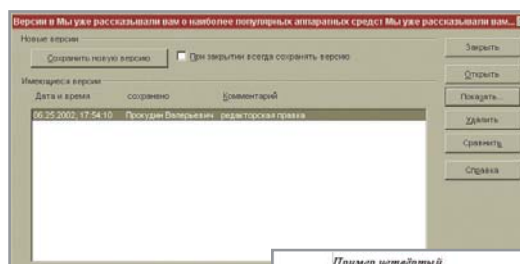 Версии в Мы уже рассказывали вам о наиболее популярных аппаратных средст Мы уже рассказывали вам...
Новые версии
Сохранить новую версию
При закрытии всегда сохранять версию
Закрыть
Открыть
Имеющиеся версии
Дата и время сохранено Комментарий
Показать...
06.25.2002, 17:54:10 Прокудин Валерьевич редакторская правка
Удалить
Сравнить
Справка
Пример четвёртый